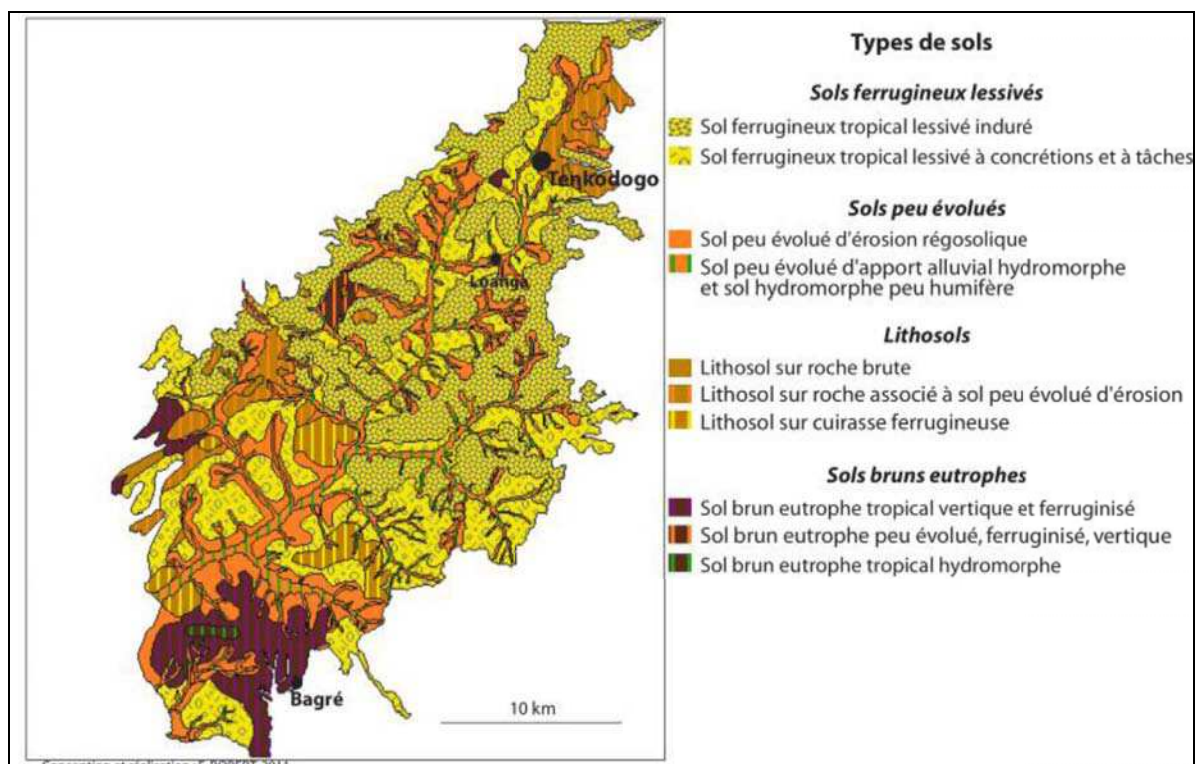 Types de sols
Sols ferrugineux lessivés
Sol ferrugineux tropical lessivé induré
Sol ferrugineux tropical lessivé à concrétions et à tâches
Sols peu évolués
Sol peu évolué d'érosion régosolique
Sol peu évolué d'apport alluvial hydromorphe
et sol hydromorphe peu humifère
Lithosols
Lithosol sur roche brute
Lithosol sur roche associé à sol peu évolué d'érosion
Lithosol sur cuirasse ferrugineuse
Sols bruns eutrophes
Sol brun eutrophe tropical vertique et ferruginisé
Sol brun eutrophe peu évolué, ferruginisé, vertique
Sol brun eutrophe tropical hydromorphe
Tenkodogo
Loanga
Bagré
10 km